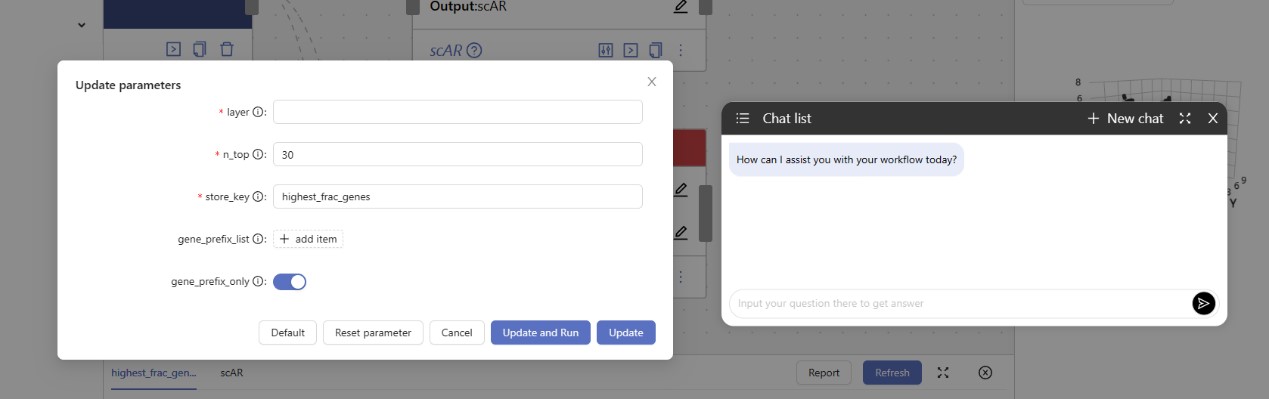 Output:scAR
scAR
Update parameters
* layer :
* n_top : 30
* store_key : highest_frac_genes
gene_prefix_list : + add item
gene_prefix_only :
Default Reset parameter Cancel Update and Run Update
highest_frac_gen... scAR Report Refresh
Chat list + New chat X
How can I assist you with your workflow today?
Input your question there to get answer
8
6
6 9
Y